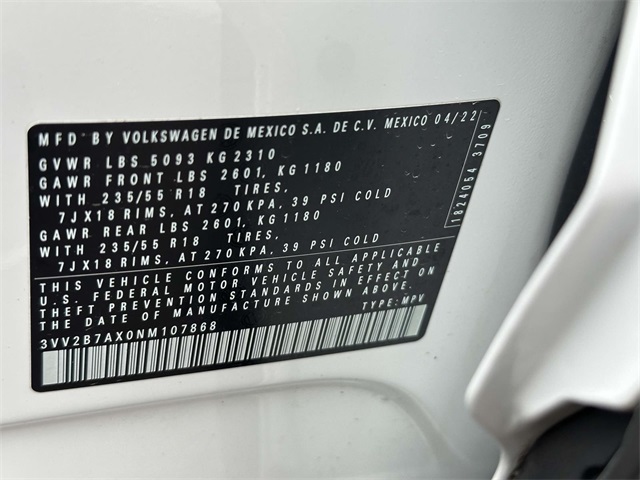 MFD BY VOLKSWAGEN DE MEXICO S.A. DE C.V. MEXICO 04/22
GVWR LBS 5093 KG 2310
GAWR FRONT LBS 2601, KG 1180
WITH 235/55 R18 TIRES,
7JX18 RIMS, AT 270 KPA, 39 PSI COLD
GAWR REAR LBS 2601, KG 1180
WITH 235/55 R18 TIRES,
7JX18 RIMS, AT 270 KPA, 39 PSI COLD
THIS VEHICLE CONFORMS TO ALL APPLICABLE
U.S. FEDERAL MOTOR VEHICLE SAFETY AND
THEFT PREVENTION STANDARDS IN EFFECT ON
THE DATE OF MANUFACTURE SHOWN ABOVE.
3VV2B7AX0NM107868 TYPE: MPV
1824054 3709